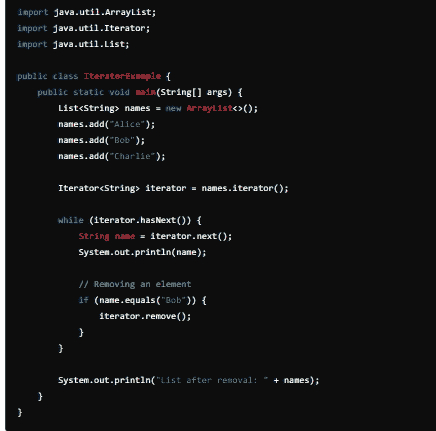 import java.util.ArrayList;
import java.util.Iterator;
import java.util.List;
public class IteratorExample {
public static void main(String[] args) {
List<String> names = new ArrayList<>();
names.add("Alice");
names.add("Bob");
names.add("Charlie");
Iterator<String> iterator = names.iterator();
while (iterator.hasNext()) {
String name = iterator.next();
System.out.println(name);
// Removing an element
if (name.equals("Bob")) {
iterator.remove();
}
}
System.out.println("List after removal: " + names);
}
}